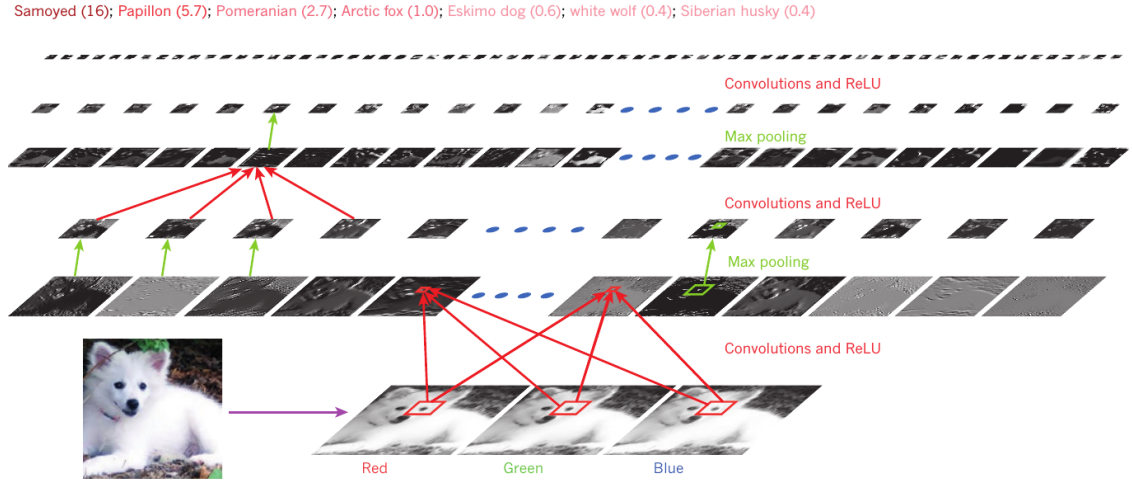 Samoyed (16); Papillon (5.7); Pomeranian (2.7); Arctic fox (1.0); Eskimo dog (0.6); white wolf (0.4); Siberian husky (0.4)
Convolutions and ReLU
Max pooling
Convolutions and ReLU
Max pooling
Convolutions and ReLU
Red
Green
Blue